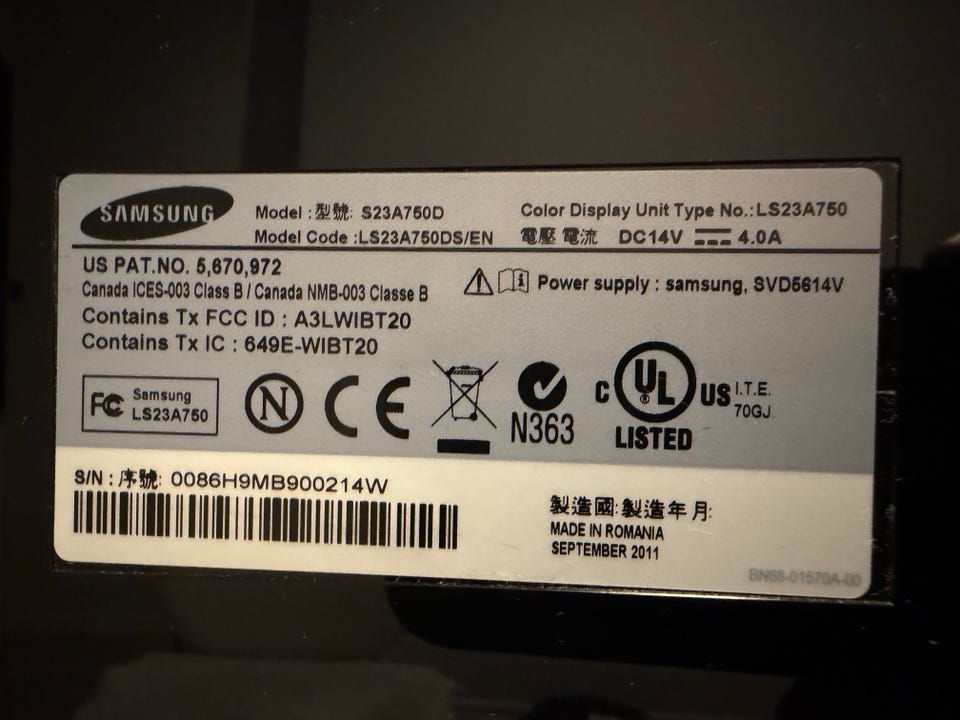 SAMSUNG
Model : 型號: S23A750D
Color Display Unit Type No.:LS23A750
Model Code :LS23A750DS/EN
電壓 電流 DC14V ⎓ 4.0A
US PAT.NO. 5,670,972
Canada ICES-003 Class B / Canada NMB-003 Classe B
Power supply : samsung, SVD5614V
Contains Tx FCC ID : A3LWIBT20
Contains Tx IC : 649E-WIBT20
FC Samsung
LS23A750
N
CE
N363
C UL US
LISTED
I.T.E.
70GJ
S/N : 序號: 0086H9MB900214W
製造國: 製造年月:
MADE IN ROMANIA
SEPTEMBER 2011
BN68-01570A-00